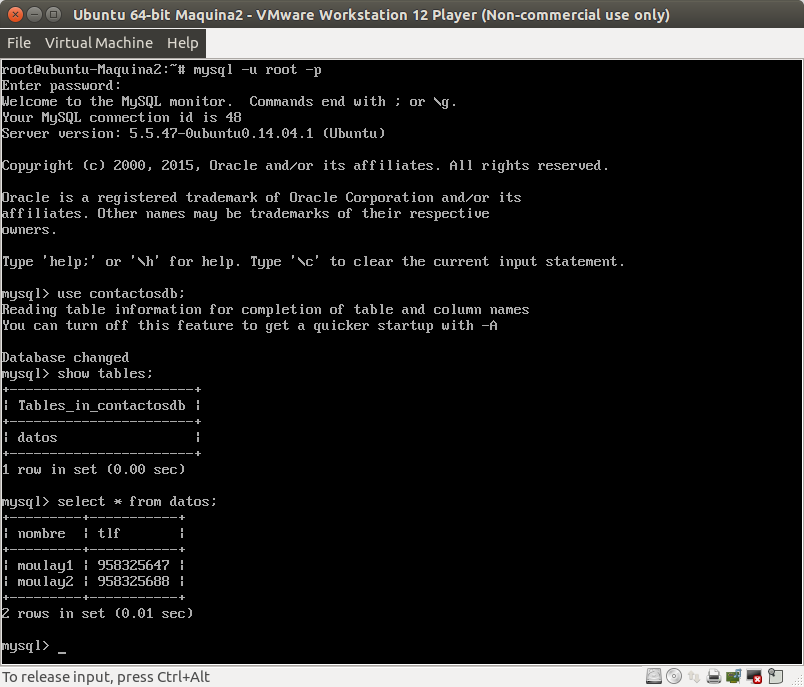 Ubuntu 64-bit Maquina2 - VMware Workstation 12 Player (Non-commercial use only)
File Virtual Machine Help
root@ubuntu-Maquina2:~# mysql -u root -p
Enter password:
Welcome to the MySQL monitor.  Commands end with ; or \g.
Your MySQL connection id is 48
Server version: 5.5.47-0ubuntu0.14.04.1 (Ubuntu)
Copyright (c) 2000, 2015, Oracle and/or its affiliates. All rights reserved.
Oracle is a registered trademark of Oracle Corporation and/or its
affiliates. Other names may be trademarks of their respective
owners.
Type 'help;' or '\h' for help. Type '\c' to clear the current input statement.
mysql> use contactosdb;
Reading table information for completion of table and column names
You can turn off this feature to get a quicker startup with -A
Database changed
mysql> show tables;
+-----------------------+
| Tables_in_contactosdb |
+-----------------------+
| datos                 |
+-----------------------+
1 row in set (0.00 sec)
mysql> select * from datos;
+---------+-----------+
| nombre  | tlf       |
+---------+-----------+
| moulay1 | 958325647 |
| moulay2 | 958325688 |
+---------+-----------+
2 rows in set (0.01 sec)
mysql> _
To release input, press Ctrl+Alt